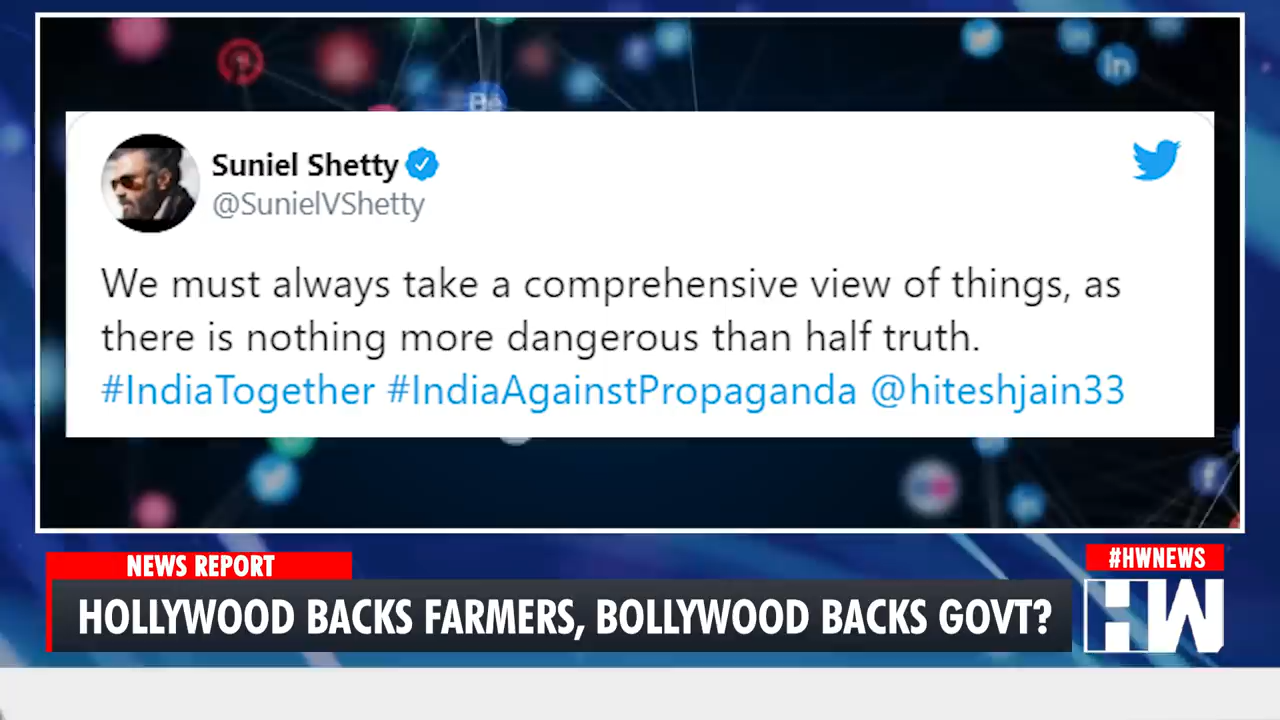 Suniel Shetty
@SunielVShetty
We must always take a comprehensive view of things, as
there is nothing more dangerous than half truth.
#IndiaTogether #IndiaAgainstPropaganda @hiteshjain33
NEWS REPORT
HOLLYWOOD BACKS FARMERS, BOLLYWOOD BACKS GOVT?
#HWNEWS
HW